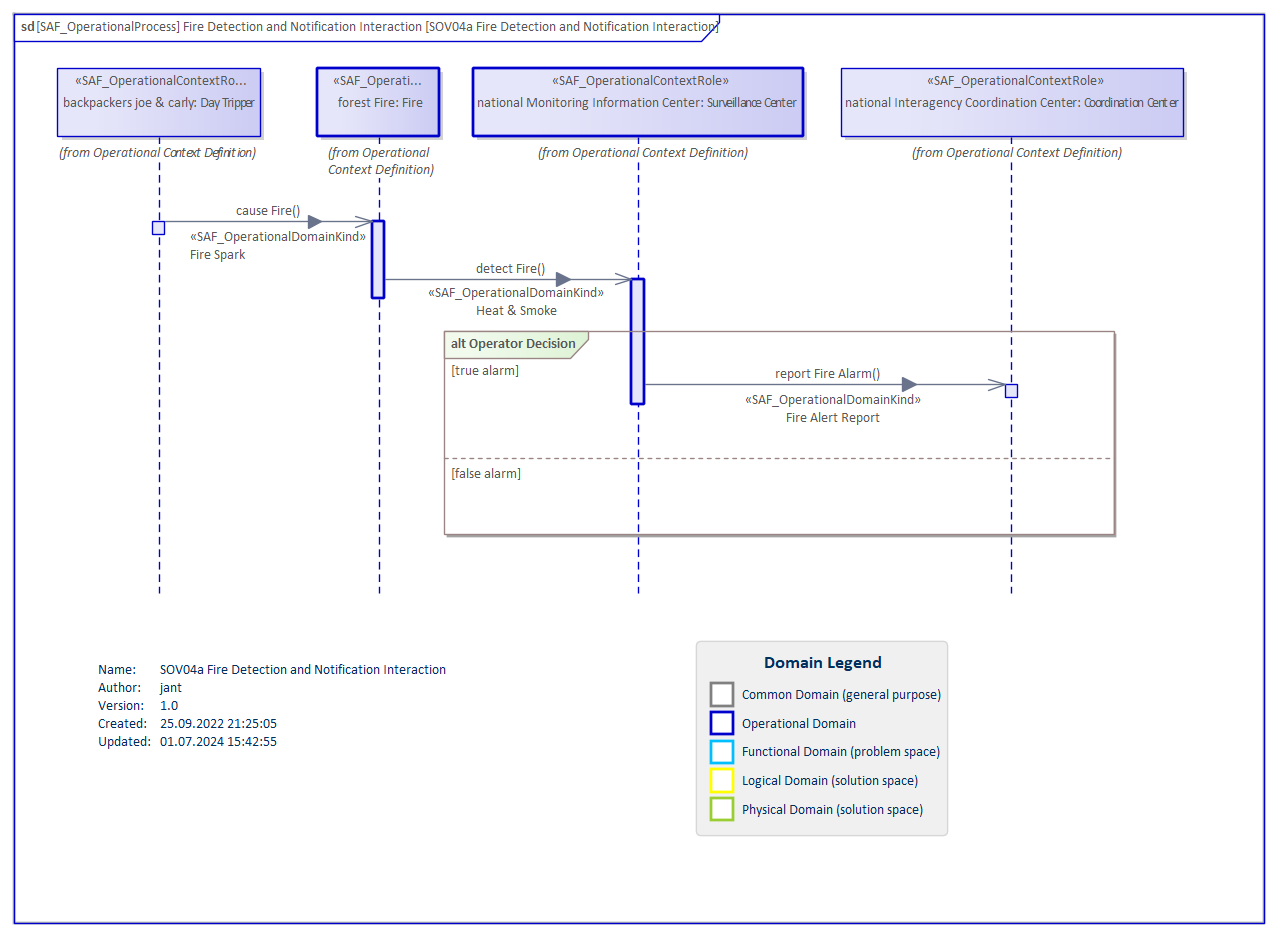 sd [SAF_OperationalProcess] Fire Detection and Notification Interaction [SOV04a Fire Detection and Notification Interaction]
«SAF_OperationalContextRo...
backpackers joe & carly: Day Tripper
(from Operational Context Definition)
«SAF_Operati...
forest Fire: Fire
(from Operational
Context Definition)
«SAF_OperationalContextRole»
national Monitoring Information Center: Surveillance Center
(from Operational Context Definition)
«SAF_OperationalContextRole»
national Interagency Coordination Center: Coordination Center
(from Operational Context Definition)
cause Fire()
«SAF_OperationalDomainKind»
Fire Spark
detect Fire()
«SAF_OperationalDomainKind»
Heat & Smoke
alt Operator Decision
[true alarm]
report Fire Alarm()
«SAF_OperationalDomainKind»
Fire Alert Report
[false alarm]
Name: SOV04a Fire Detection and Notification Interaction
Author: jant
Version: 1.0
Created: 25.09.2022 21:25:05
Updated: 01.07.2024 15:42:55
Domain Legend
Common Domain (general purpose)
Operational Domain
Functional Domain (problem space)
Logical Domain (solution space)
Physical Domain (solution space)